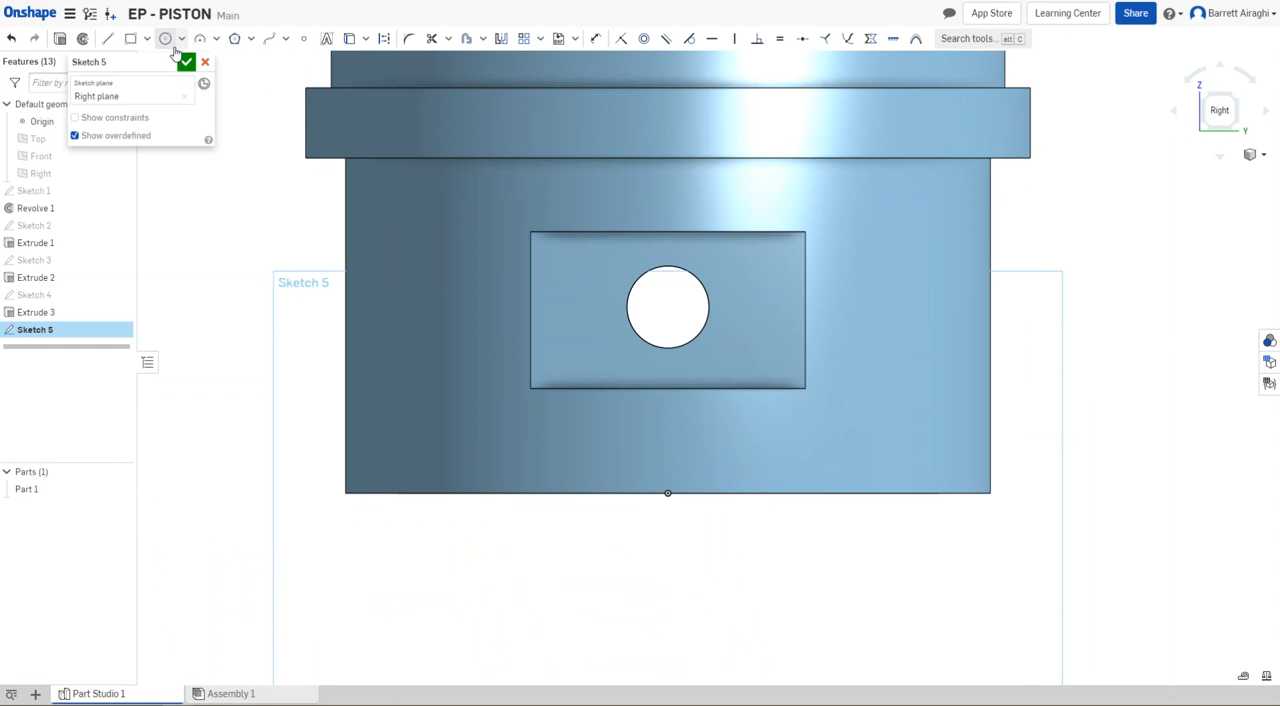 Onshape EP - PISTON Main App Store Learning Center Share Barrett Airaghi
Search tools... alt C
Features (13)
Sketch 5
Sketch plane
Right plane
Show constraints
Show overdefined
Filter by
Default geom
Origin
Top
Front
Right
Sketch 1
Revolve 1
Sketch 2
Extrude 1
Sketch 3
Extrude 2
Sketch 4
Extrude 3
Sketch 5
Parts (1)
Part 1
Sketch 5
Z
Right
Y
Part Studio 1
Assembly 1